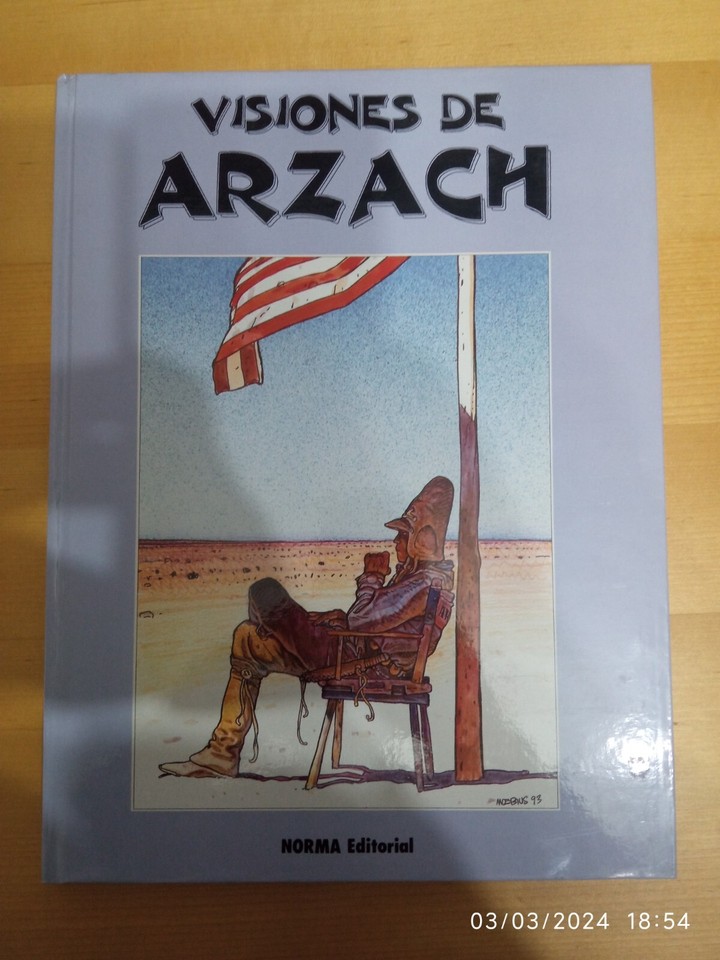 VISIONES DE
ARZACH
MOEBIUS 93
NORMA Editorial
03/03/2024 18:54